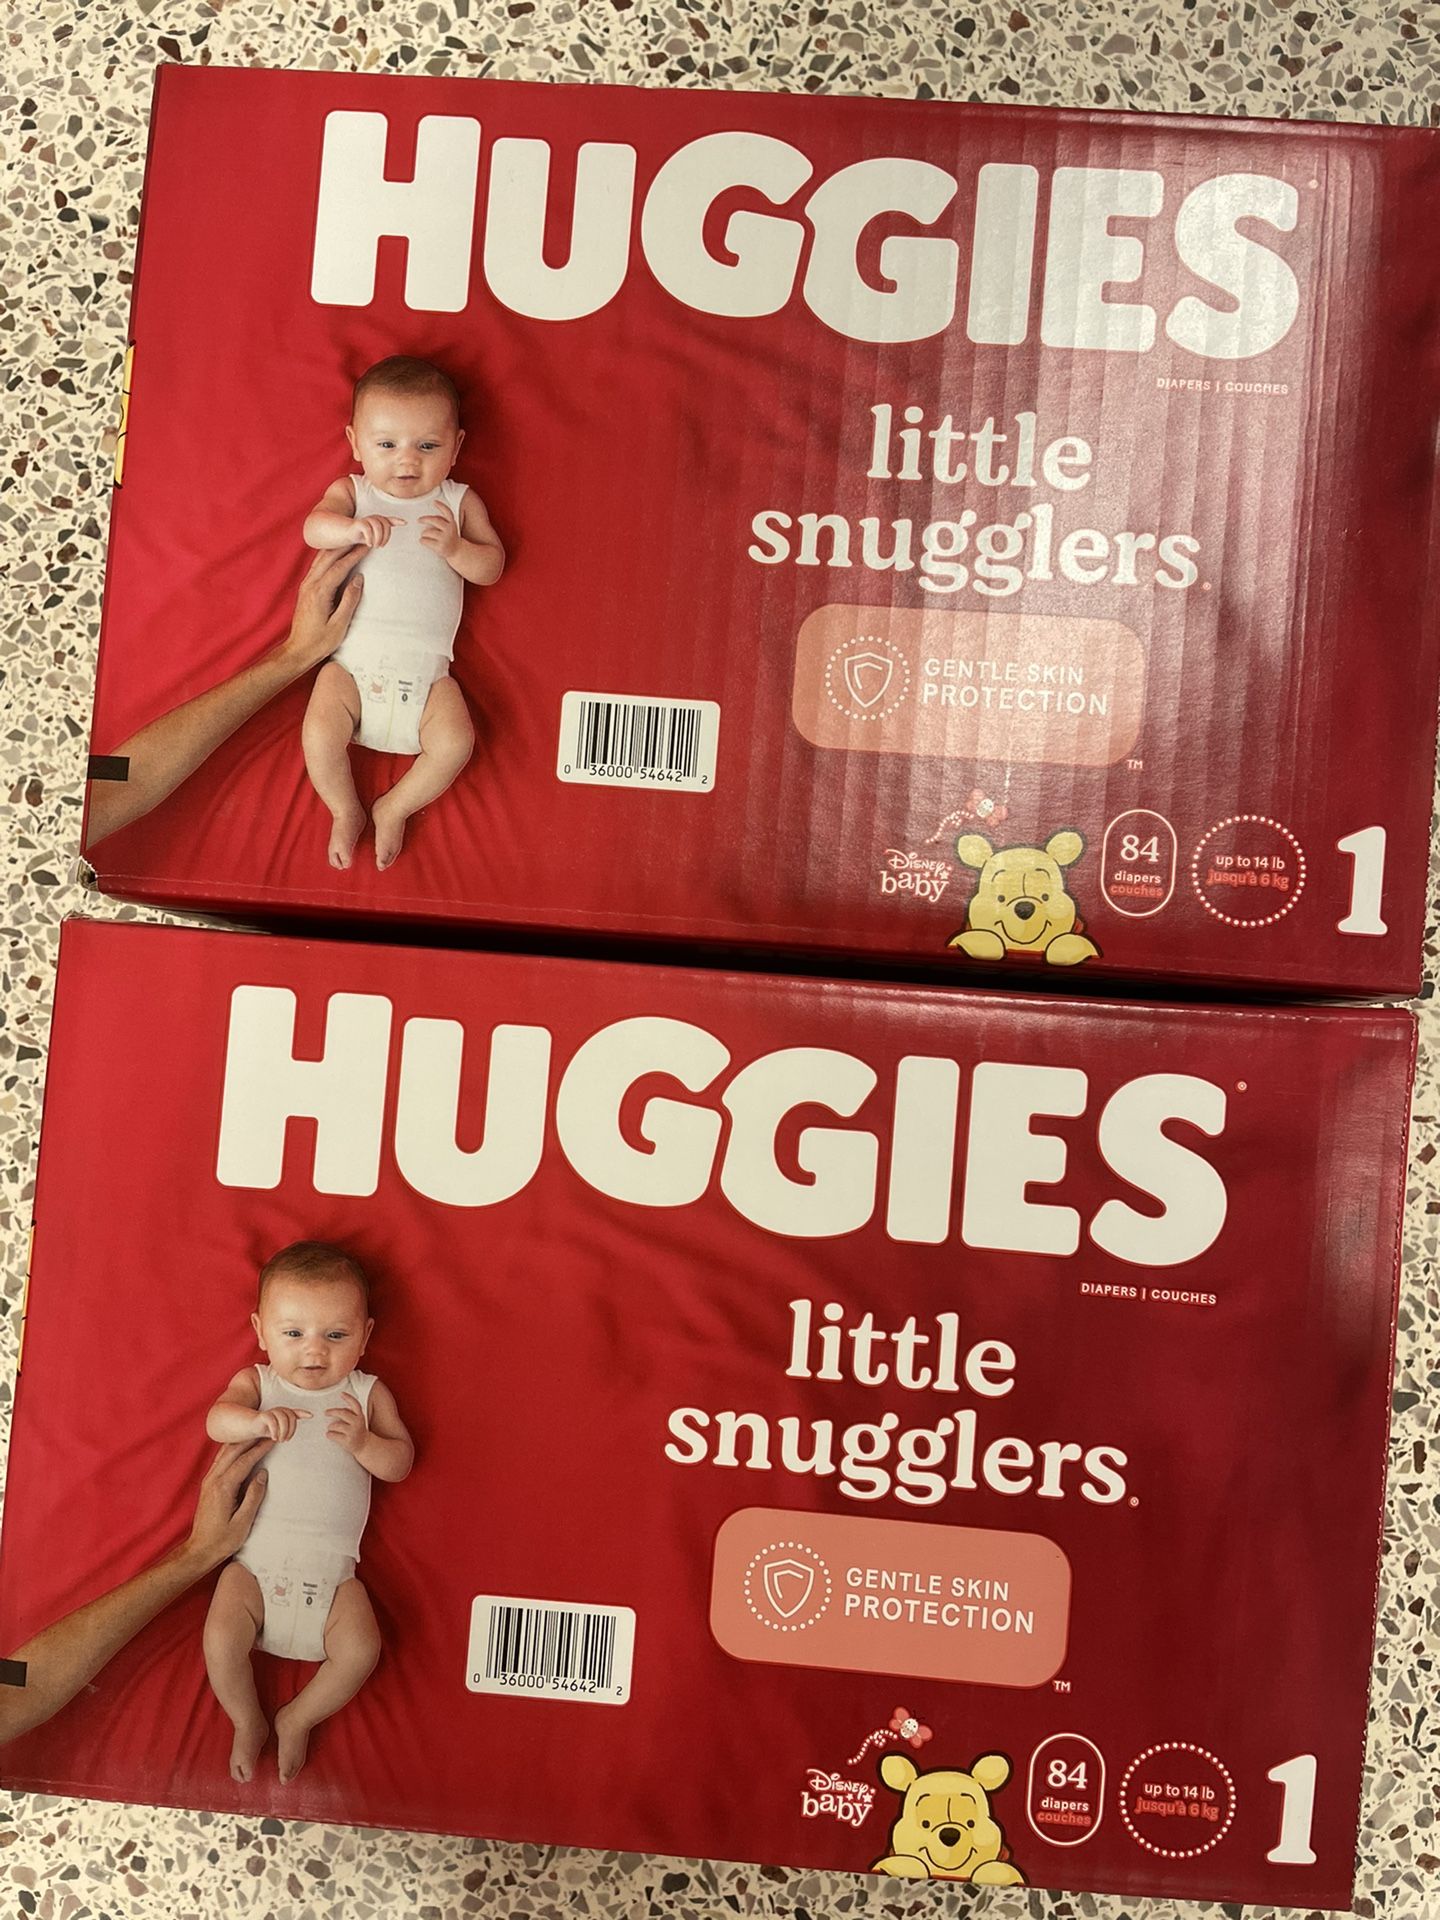 HUGGIES®
DIAPERS | COUCHES
little
snugglers®
GENTLE SKIN
PROTECTION
™
0 36000 54642 2
Disney
baby
84
diapers
couches
up to 14 lb
jusqu'à 6 kg
1
HUGGIES®
DIAPERS | COUCHES
little
snugglers®
GENTLE SKIN
PROTECTION
™
0 36000 54642 2
Disney
baby
84
diapers
couches
up to 14 lb
jusqu'à 6 kg
1